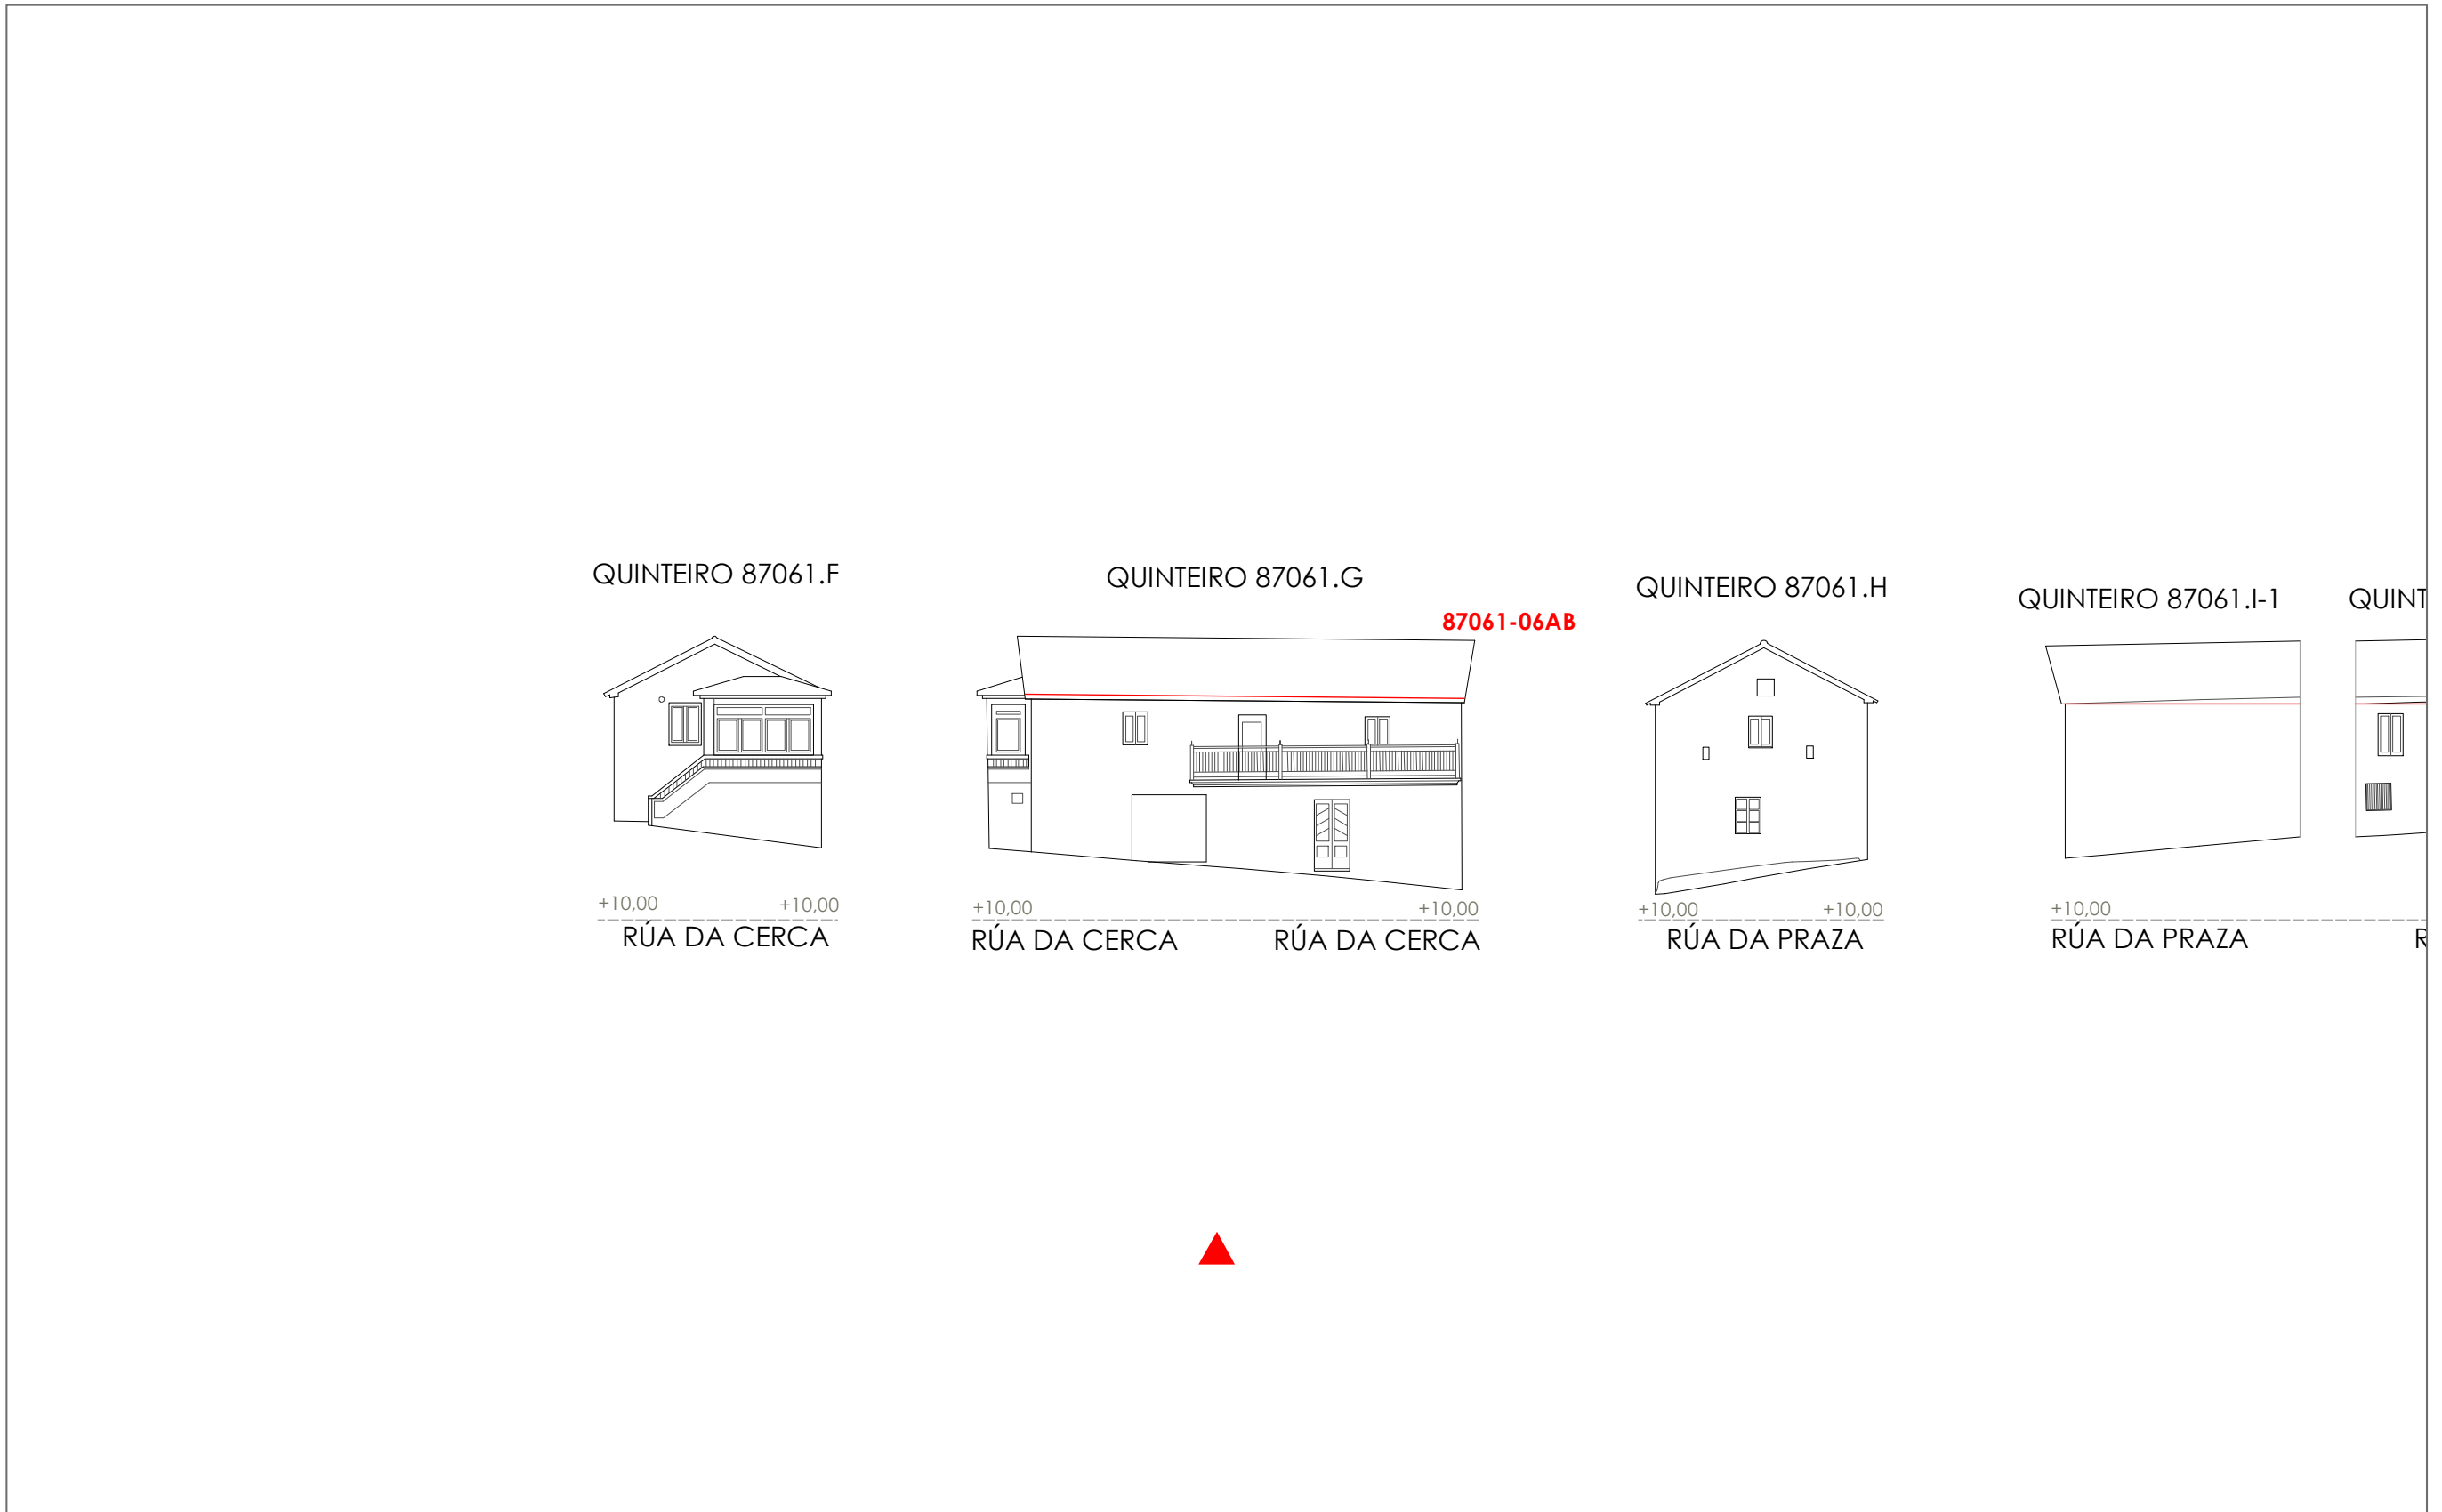 QUINTEIRO 87061.F
QUINTEIRO 87061.G
87061-06AB
QUINTEIRO 87061.H
QUINTEIRO 87061.I-1
QUINT
+10,00 +10,00
RÚA DA CERCA
+10,00 +10,00
RÚA DA CERCA RÚA DA CERCA
+10,00 +10,00
RÚA DA PRAZA
+10,00
RÚA DA PRAZA
R